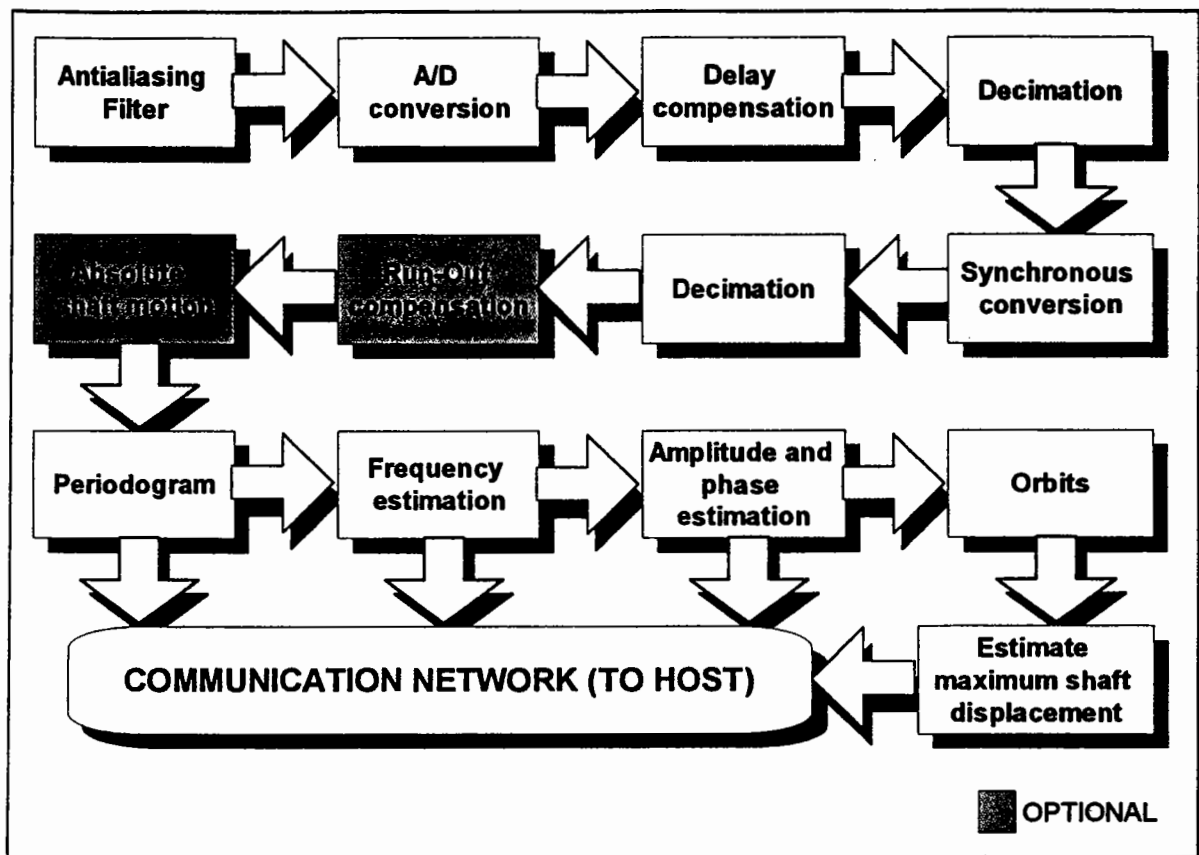 Antialiasing
Filter
A/D
conversion
Delay
compensation
Decimation
Absolute
shaft motion
Run-Out
compensation
Decimation
Synchronous
conversion
Periodogram
Frequency
estimation
Amplitude and
phase
estimation
Orbits
COMMUNICATION NETWORK (TO HOST)
Estimate
maximum shaft
displacement
OPTIONAL